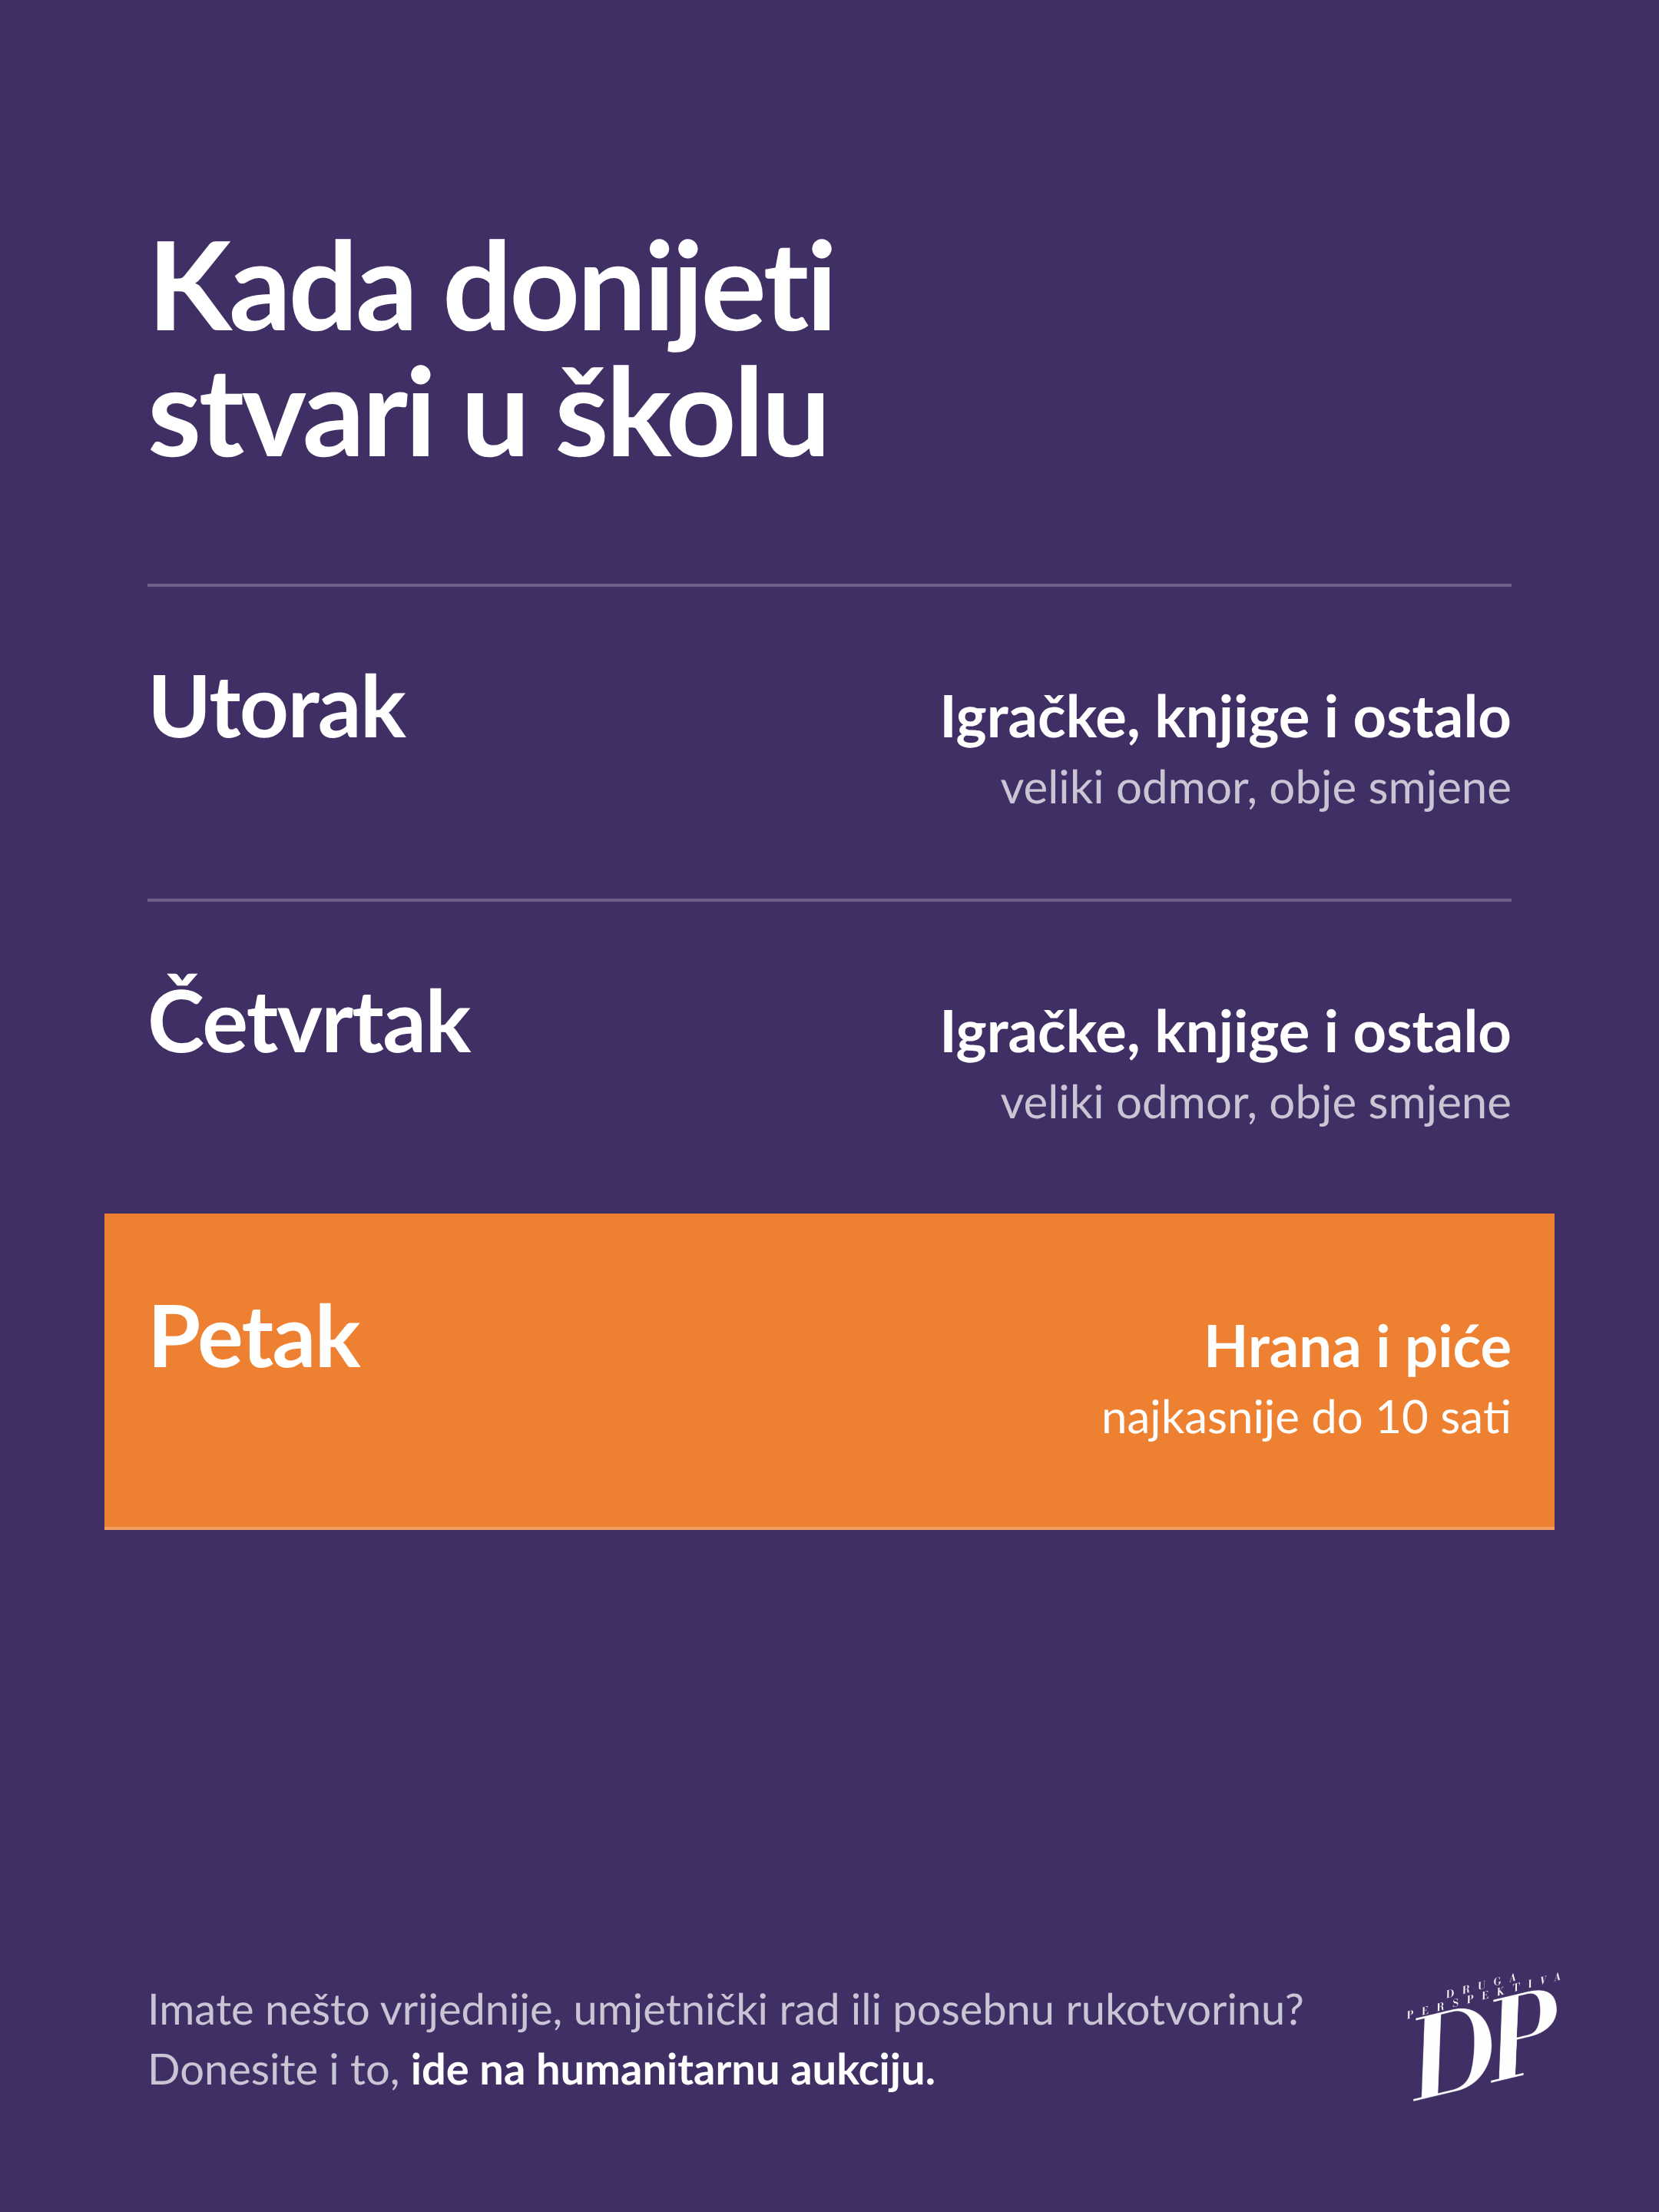 Kada donijeti
stvari u školu
Utorak
Igračke, knjige i ostalo
veliki odmor, obje smjene
Četvrtak
Igračke, knjige i ostalo
veliki odmor, obje smjene
Petak
Hrana i piće
najkasnije do 10 sati
Imate nešto vrijednije, umjetnički rad ili posebnu rukotvorinu?
Donesite i to, ide na humanitarnu aukciju.
DRUGA
PERSPEKTIVA
DP